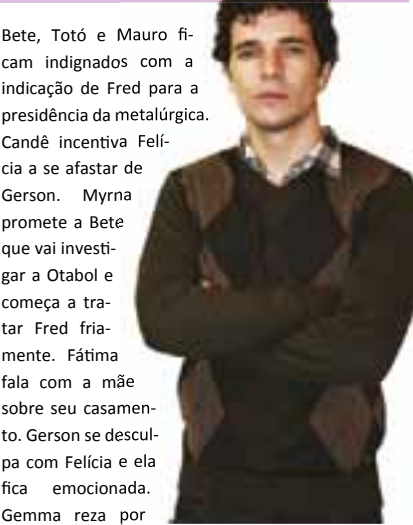 Bete, Totó e Mauro fi-
cam indignados com a
indicação de Fred para a
presidência da metalúrgica.
Candê incentiva Felí-
cia a se afastar de
Gerson. Myrna
promete a Bete
que vai investi-
gar a Otabol e
começa a tra-
tar Fred fria-
mente. Fátima
fala com a mãe
sobre seu casamen-
to. Gerson se descul-
pa com Felícia e ela
fica emocionada.
Gemma reza por